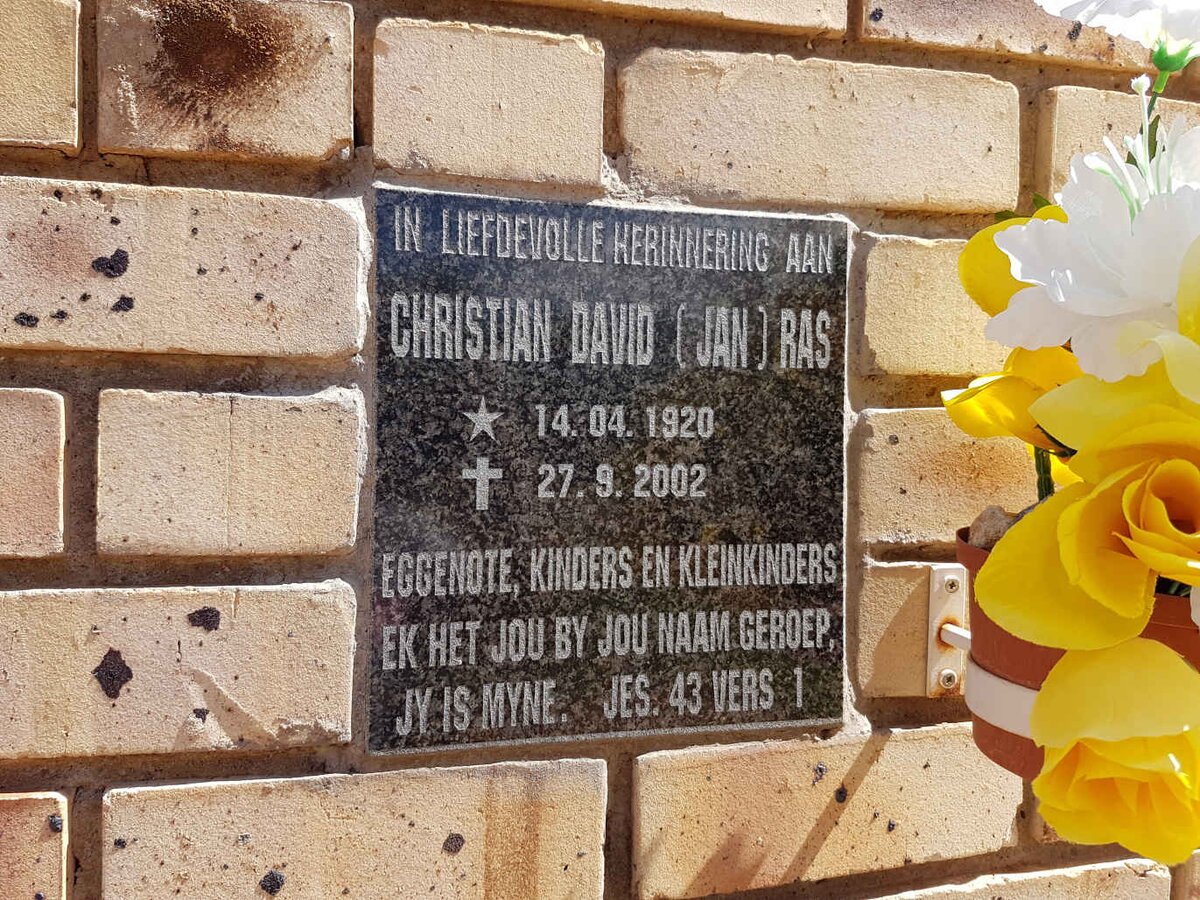 IN LIEFDEVOLLE HERINNERING AAN
CHRISTIAN DAVID (JAN) RAS
14. 04. 1920
27. 9. 2002
EGGENOTE, KINDERS EN KLEINKINDERS
EK HET JOU BY JOU NAAM GEROEP,
JY IS MYNE. JES. 43 VERS 1